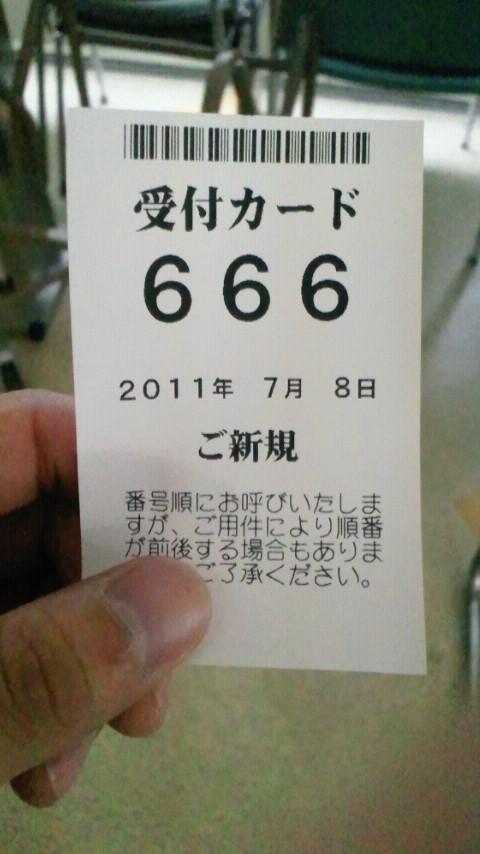 受付カード
666
2011年 7月 8日
ご新規
番号順にお呼びいたしま
すが、ご用件により順番
が前後する場合もありま
ご了承ください。